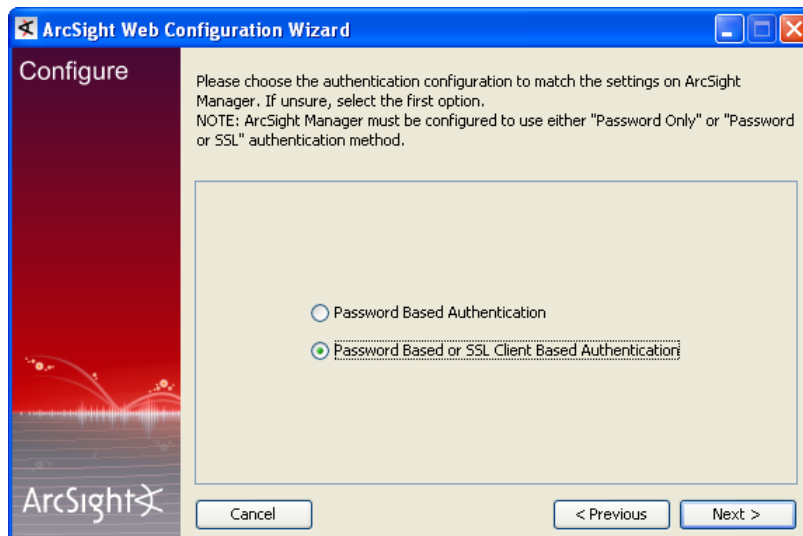 ArcSight Web Configuration Wizard
Configure
Please choose the authentication configuration to match the settings on ArcSight
Manager. If unsure, select the first option.
NOTE: ArcSight Manager must be configured to use either "Password Only" or "Password
or SSL" authentication method.
Password Based Authentication
Password Based or SSL Client Based Authentication
ArcSight
Cancel
< Previous
Next >